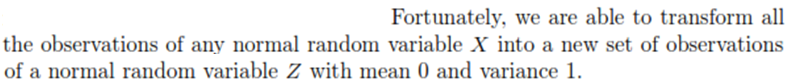 Fortunately, we are able to transform all
the observations of any normal random variable X into a new set of observations
of a normal random variable Z with mean 0 and variance 1.